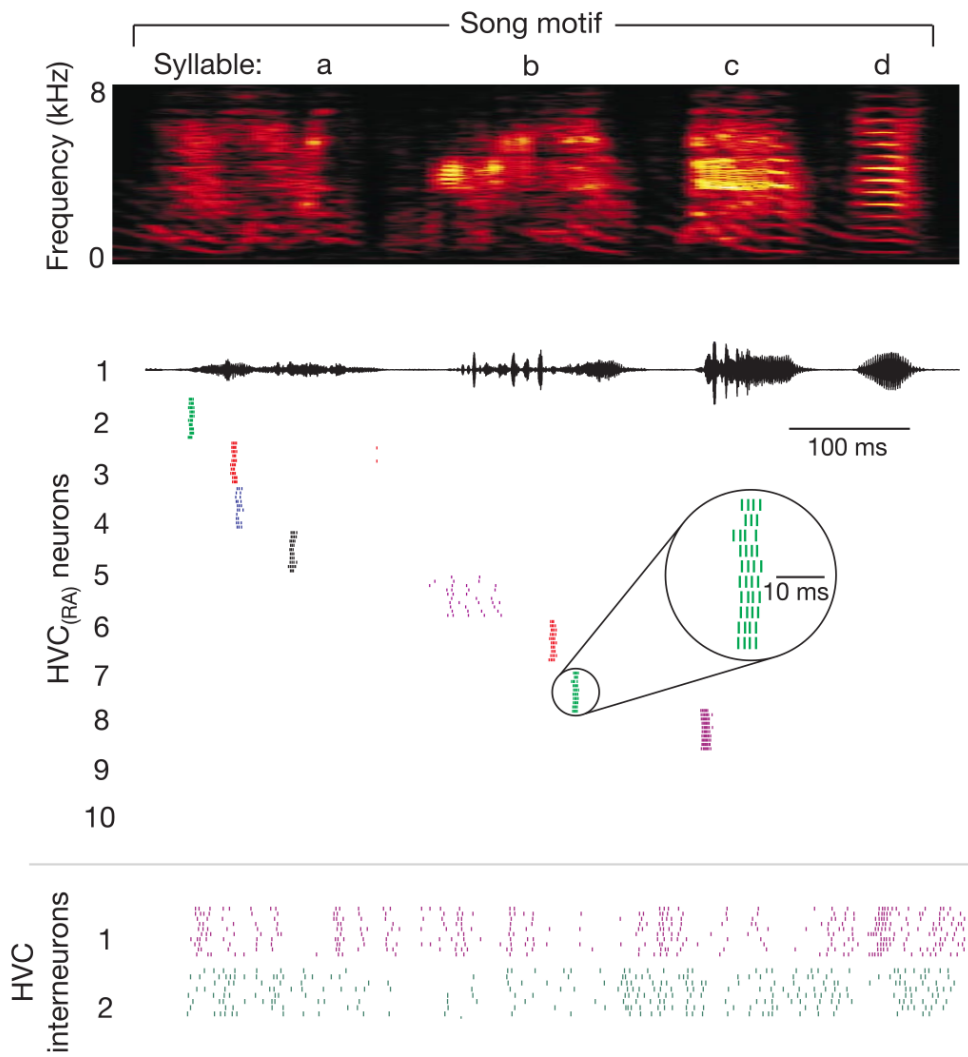 Song motif
Syllable: a b c d
Frequency (kHz)
8
0
HVC(RA) neurons
1
2
100 ms
3
4
10 ms
5
6
7
8
9
10
HVC
interneurons
1
2